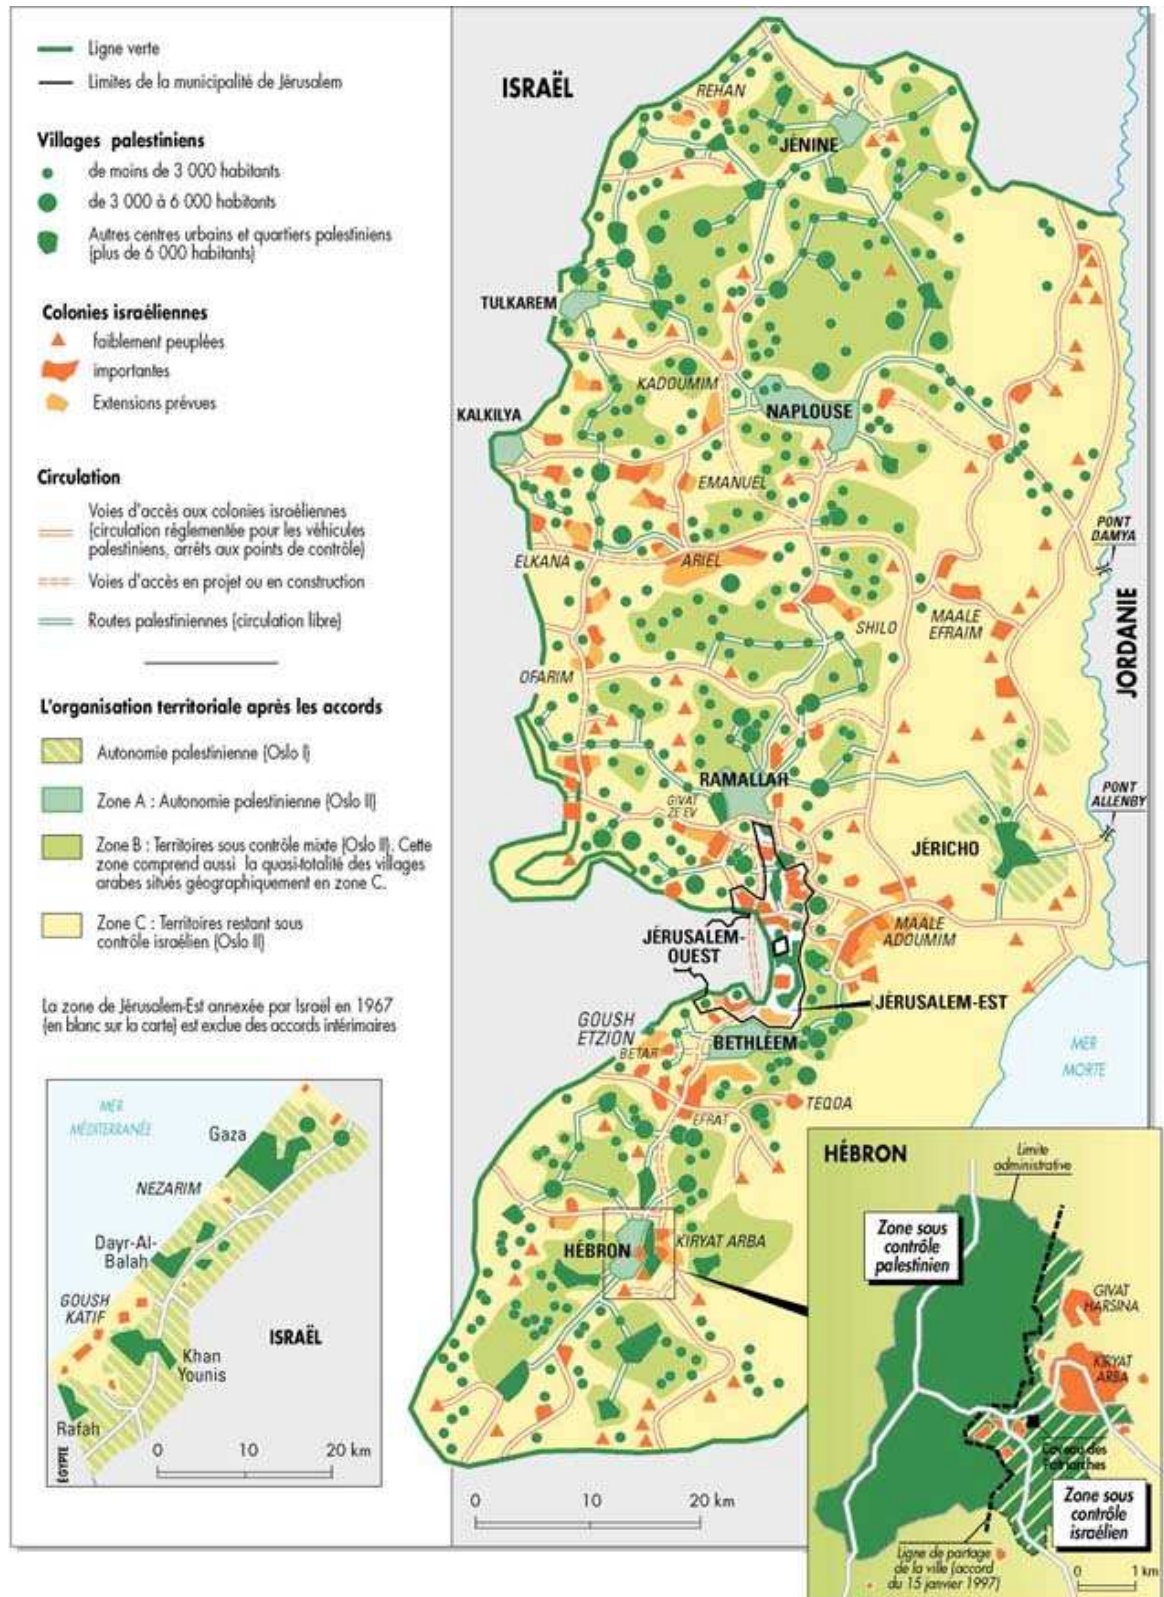 Ligne verte
Limites de la municipalité de Jérusalem
Villages palestiniens
de moins de 3 000 habitants
de 3 000 à 6 000 habitants
Autres centres urbains et quartiers palestiniens
(plus de 6 000 habitants)
Colonies israéliennes
faiblement peuplées
importantes
Extensions prévues
Circulation
Voies d'accès aux colonies israéliennes
(circulation réglementée pour les véhicules
palestiniens, arrêts aux points de contrôle)
Voies d'accès en projet ou en construction
Routes palestiniennes (circulation libre)
L'organisation territoriale après les accords
Autonomie palestinienne (Oslo I)
Zone A : Autonomie palestinienne (Oslo II)
Zone B : Territoires sous contrôle mixte (Oslo II). Cette
zone comprend aussi la quasi-totalité des villages
arabes situés géographiquement en zone C.
Zone C : Territoires restant sous
contrôle israélien (Oslo II)
La zone de Jérusalem-Est annexée par Israël en 1967
(en blanc sur la carte) est exclue des accords intérimaires
MER
MÉDITERRANÉE
Gaza
NEZARIM
Dayr-Al-
Balah
GOUSH
KATIF
ISRAËL
Khan
Younis
Rafah
ÉGYPTE
0 10 20 km
ISRAËL
REHAN
JÉNINE
TULKAREM
KADOUMIM
KALKILYA
NAPLOUSE
EMANUEL
PONT
DAMYA
ELKANA
ARIEL
JORDANIE
SHILO
MAALE
EFRAIM
OFARIM
RAMALLAH
GIVAT
ZE'EV
PONT
ALLENBY
JÉRICHO
JÉRUSALEM-
OUEST
MAALE
ADOUMIM
JÉRUSALEM-EST
GOUSH
ETZION
BETAR
BETHLÉEM
MER
MORTE
TEQOA
EFRAT
HÉBRON
KIRYAT ARBA
0 10 20 km
HÉBRON
Limite
administrative
Zone sous
contrôle
palestinien
GIVAT
HARSINA
KIRYAT
ARBA
Caveau des
Patriarches
Zone sous
contrôle
israélien
Ligne de partage
de la ville (accord
du 15 janvier 1997)
0 1 km